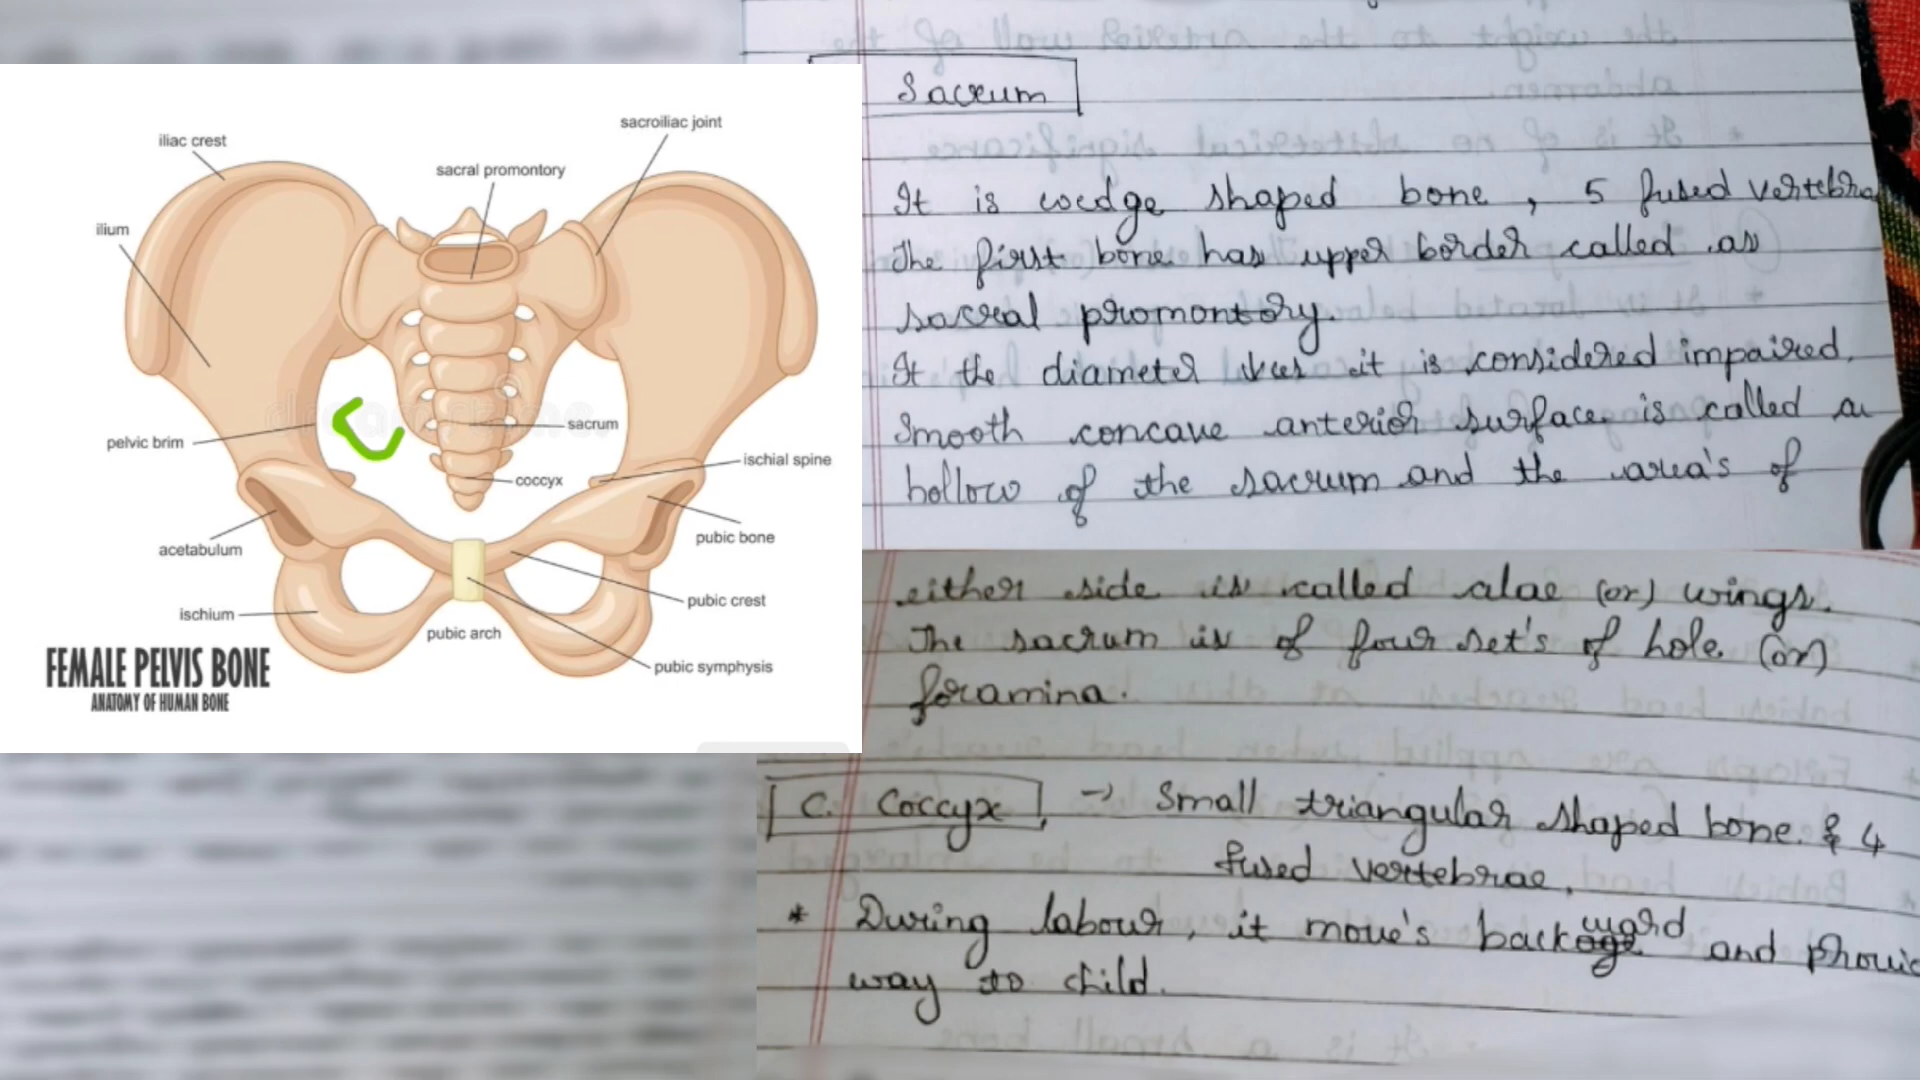 iliac crest
sacroiliac joint
sacral promontory
ilium
pelvic brim
sacrum
ischial spine
coccyx
acetabulum
pubic bone
ischium
pubic crest
pubic arch
pubic symphysis
FEMALE PELVIS BONE
ANATOMY OF HUMAN BONE
Sacrum
It is wedge shaped bone, 5 fused vertebra
The first bone has upper border called as
sacral promontory.
It the diameter it is considered impaired.
Smooth concave anterior surface is called a
hollow of the sacrum and the area's of
either side is called alae (or) wings.
The sacrum is of four set's of hole (or)
foramina.
C. Coccyx → Small triangular shaped bone. & 4
fused vertebrae.
* During labour, it move's backward and provid
way to child.